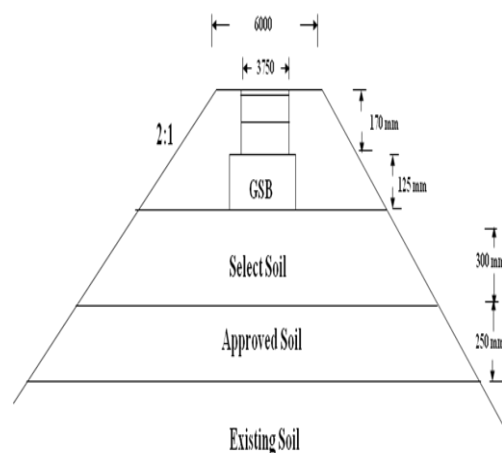 6000
3750
2:1
170 mm
125 mm
GSB
Select Soil
300 mm
Approved Soil
250 mm
Existing Soil